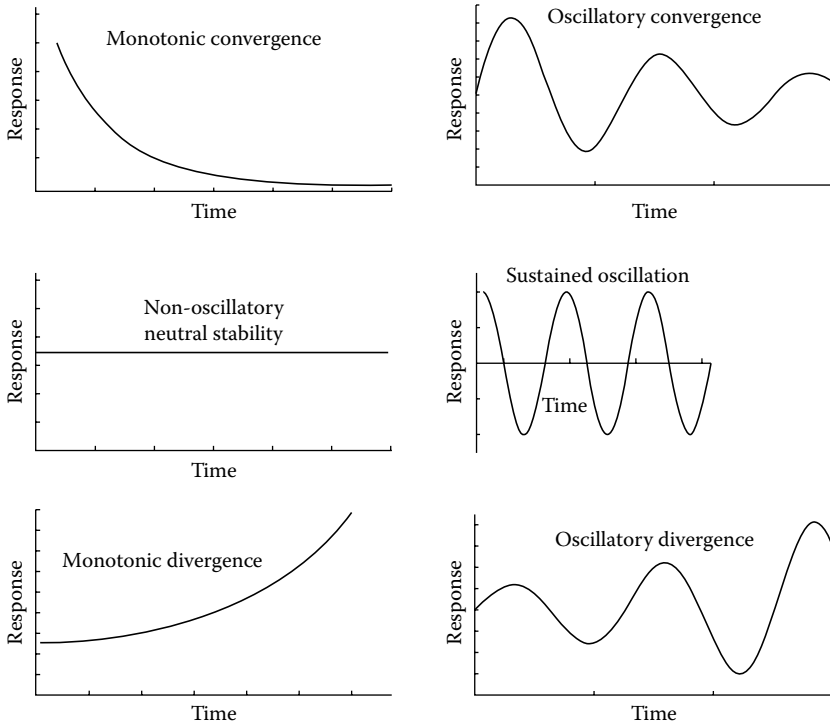 Monotonic convergence
Response
Time
Oscillatory convergence
Response
Time
Non-oscillatory
neutral stability
Response
Time
Sustained oscillation
Response
Time
Monotonic divergence
Response
Time
Oscillatory divergence
Response
Time